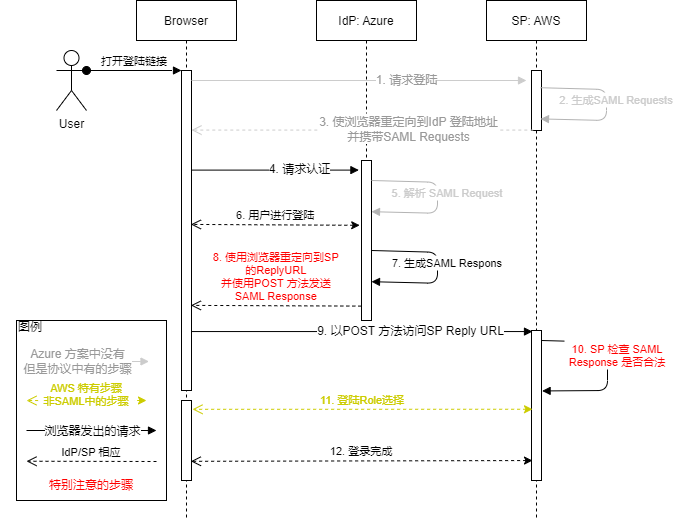 Browser
IdP: Azure
SP: AWS
打开登陆链接
User
1. 请求登陆
2. 生成SAML Requests
3. 使浏览器重定向到IdP 登陆地址
并携带SAML Requests
4. 请求认证
5. 解析 SAML Request
6. 用户进行登陆
7. 生成SAML Respons
8. 使用浏览器重定向到SP
的ReplyURL
并使用POST 方法发送
SAML Response
9. 以POST 方法访问SP Reply URL
10. SP 检查 SAML
Response 是否合法
11. 登陆Role选择
12. 登录完成
图例
Azure 方案中没有
但是协议中有的步骤
AWS 特有步骤
非SAML中的步骤
浏览器发出的请求
IdP/SP 相应
特别注意的步骤